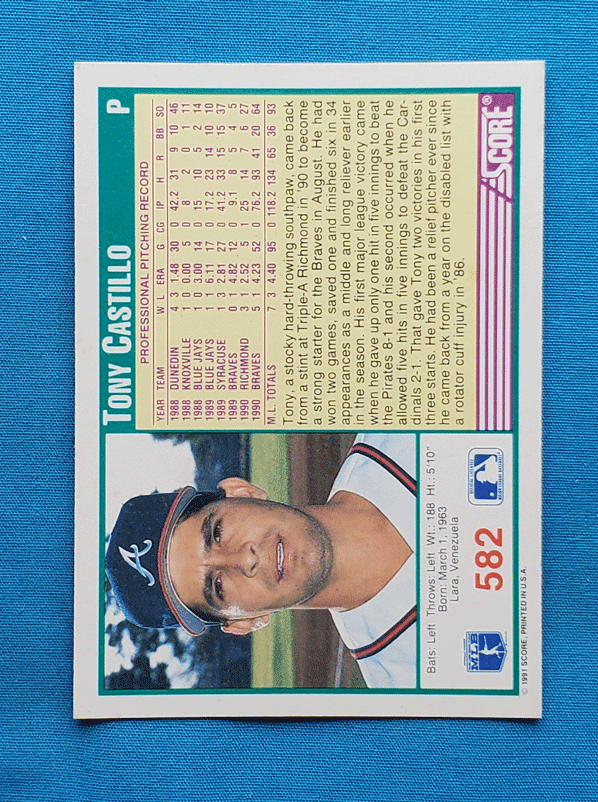 TONY CASTILLO P
PROFESSIONAL PITCHING RECORD
YEAR TEAM W L ERA G CG IP H R BB SO
1988 DUNEDIN 4 3 1.48 30 0 42.2 31 9 10 46
1988 KNOXVILLE 1 0 0.00 5 0 8 2 0 1 11
1988 BLUE JAYS 1 0 3.00 14 0 15 10 5 2 14
1989 BLUE JAYS 1 1 6.11 17 0 17.2 23 14 10 10
1989 SYRACUSE 1 3 2.81 27 0 41.2 33 15 15 37
1989 BRAVES 0 1 4.82 12 0 9.1 8 5 4 5
1990 RICHMOND 3 1 2.52 5 1 25 14 7 6 27
1990 BRAVES 5 1 4.23 52 0 76.2 93 41 20 64
M.L. TOTALS 7 3 4.40 95 0 118.2 134 65 36 93
Tony, a stocky hard-throwing southpaw, came back
from a stint at Triple-A Richmond in '90 to become
a strong starter for the Braves in August. He had
won two games, saved one and finished six in 34
appearances as a middle and long reliever earlier
in the season. His first major league victory came
when he gave up only one hit in five innings to beat
the Pirates 8-1 and his second occurred when he
allowed five hits in five innings to defeat the Car-
dinals 2-1. That gave Tony two victories in his first
three starts. He had been a relief pitcher ever since
he came back from a year on the disabled list with
a rotator cuff injury in '86.
SCORE®
A
Bats: Left Throws: Left Wt.: 188 Ht.: 5'10"
Born: March 1, 1963
Lara, Venezuela
MLB
582
© 1991 SCORE, PRINTED IN U.S.A.